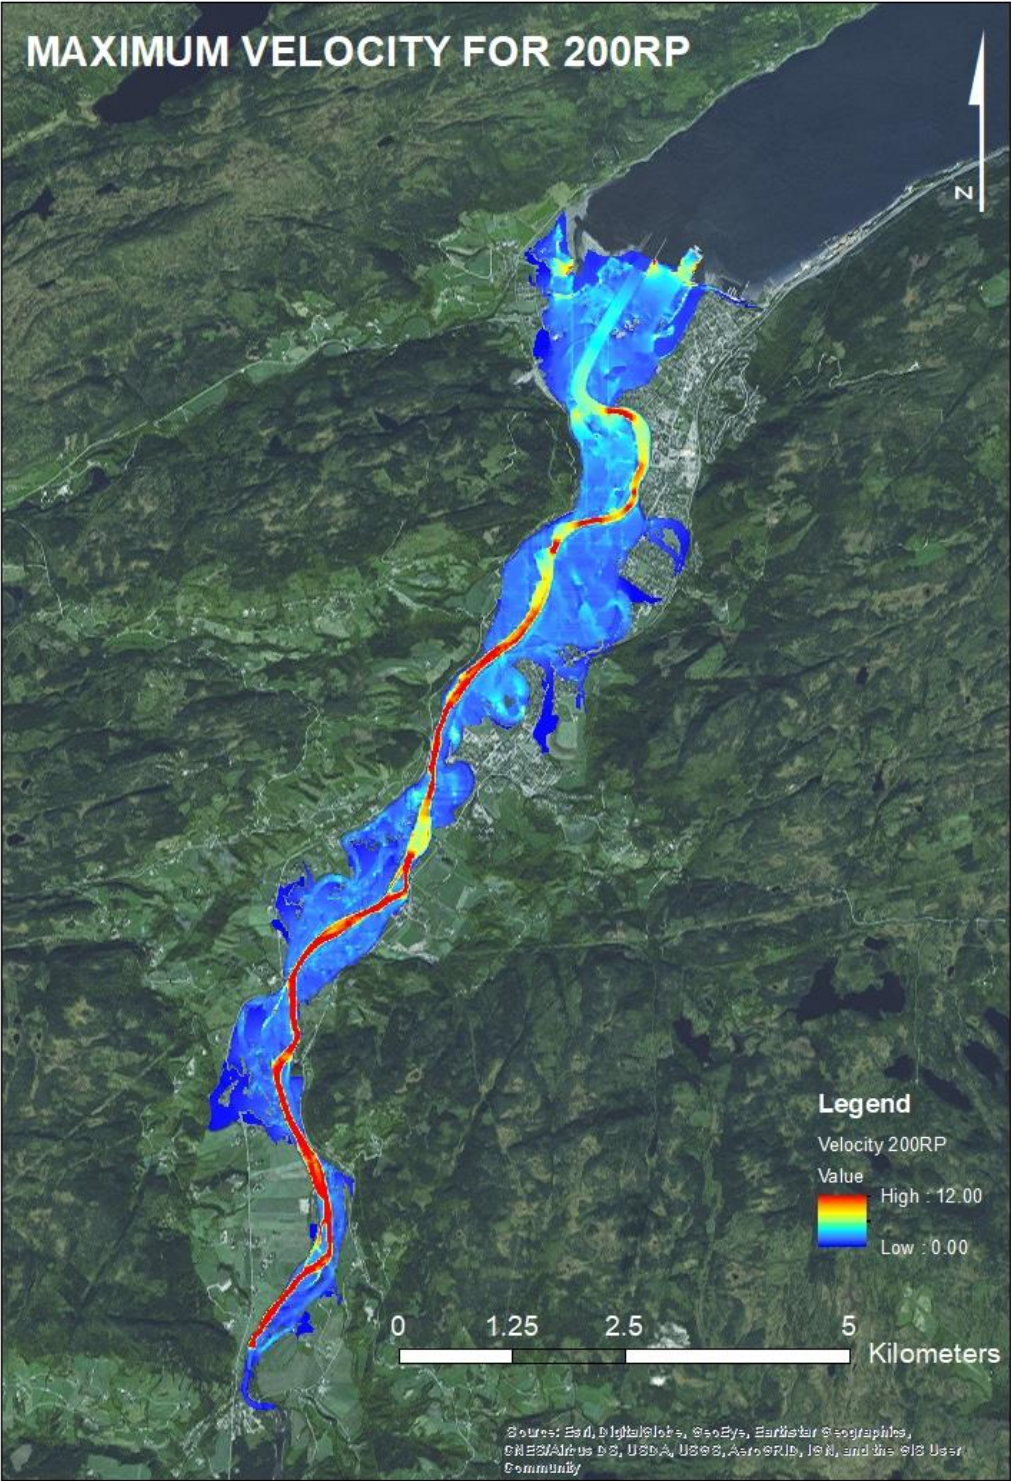 MAXIMUM VELOCITY FOR 200RP
N
Legend
Velocity 200RP
Value
High : 12.00
Low : 0.00
0 1.25 2.5 5
Kilometers
Source: Esri, DigitalGlobe, GeoEye, Earthstar Geographics,
CNES/Airbus DS, USDA, USGS, AeroGRID, IGN, and the GIS User
Community